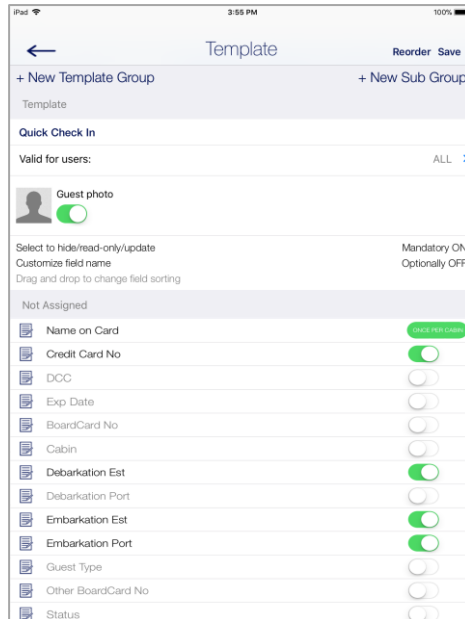 iPad 3:55 PM 100%
Template Reorder Save
+ New Template Group + New Sub Group
Template
Quick Check In
Valid for users: ALL
Guest photo
Select to hide/read-only/update Mandatory ON
Customize field name Optionally OFF
Drag and drop to change field sorting
Not Assigned
Name on Card ONCE PER CABIN
Credit Card No
DCC
Exp Date
BoardCard No
Cabin
Debarkation Est
Debarkation Port
Embarkation Est
Embarkation Port
Guest Type
Other BoardCard No
Status